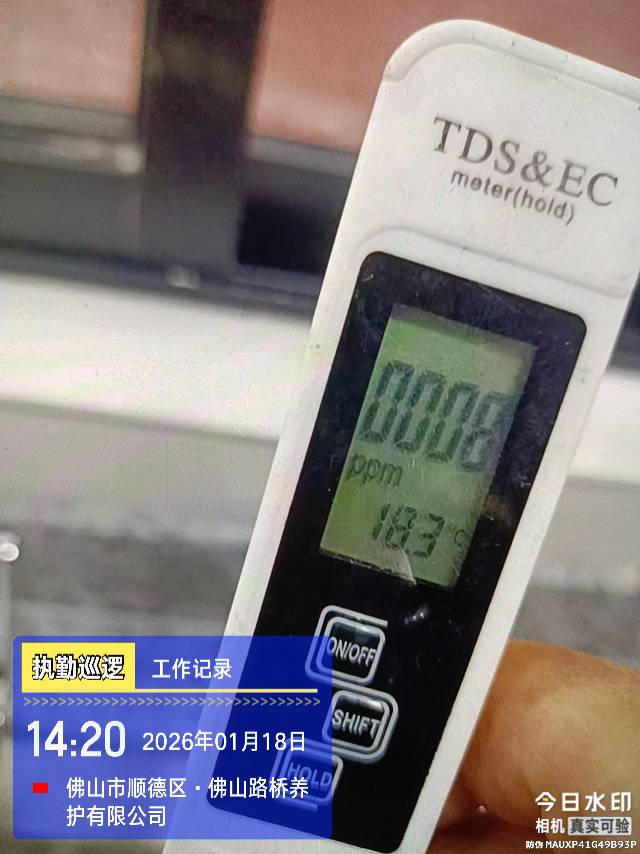 TDS&EC
meter(hold)
0008
ppm
18.3°C
ON/OFF
SHIFT
HOLD
执勤巡逻 工作记录
14:20 2026年01月18日
佛山市顺德区·佛山路桥养
护有限公司
今日水印
相机 真实可验
防伪 MAUXP41G49B93P